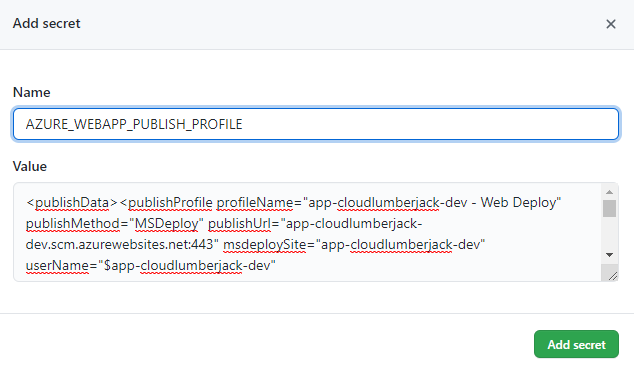 Add secret
Name
AZURE_WEBAPP_PUBLISH_PROFILE
Value
<publishData><publishProfile profileName="app-cloudlumberjack-dev - Web Deploy"
publishMethod="MSDeploy" publishUrl="app-cloudlumberjack-
dev.scm.azurewebsites.net:443" msdeploySite="app-cloudlumberjack-dev"
userName="$app-cloudlumberjack-dev"
Add secret